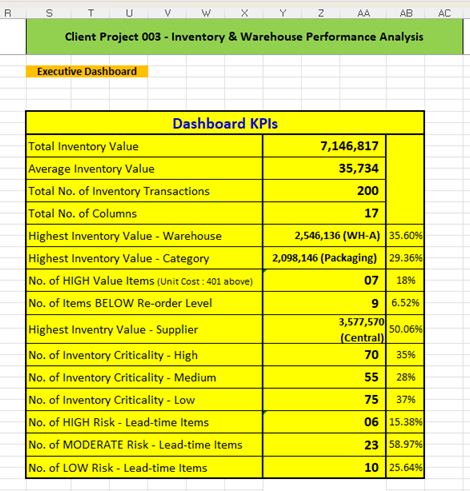 R S T U V W X Y Z AA AB AC
Client Project 003 - Inventory & Warehouse Performance Analysis
Executive Dashboard
Dashboard KPIs
Total Inventory Value 7,146,817
Average Inventory Value 35,734
Total No. of Inventory Transactions 200
Total No. of Columns 17
Highest Inventory Value - Warehouse 2,546,136 (WH-A) 35.60%
Highest Inventory Value - Category 2,098,146 (Packaging) 29.36%
No. of HIGH Value Items (Unit Cost : 401 above) 07 18%
No. of Items BELOW Re-order Level 9 6.52%
Highest Inventry Value - Supplier 3,577,570 (Central) 50.06%
No. of Inventory Criticality - High 70 35%
No. of Inventory Criticality - Medium 55 28%
No. of Inventory Criticality - Low 75 37%
No. of HIGH Risk - Lead-time Items 06 15.38%
No. of MODERATE Risk - Lead-time Items 23 58.97%
No. of LOW Risk - Lead-time Items 10 25.64%